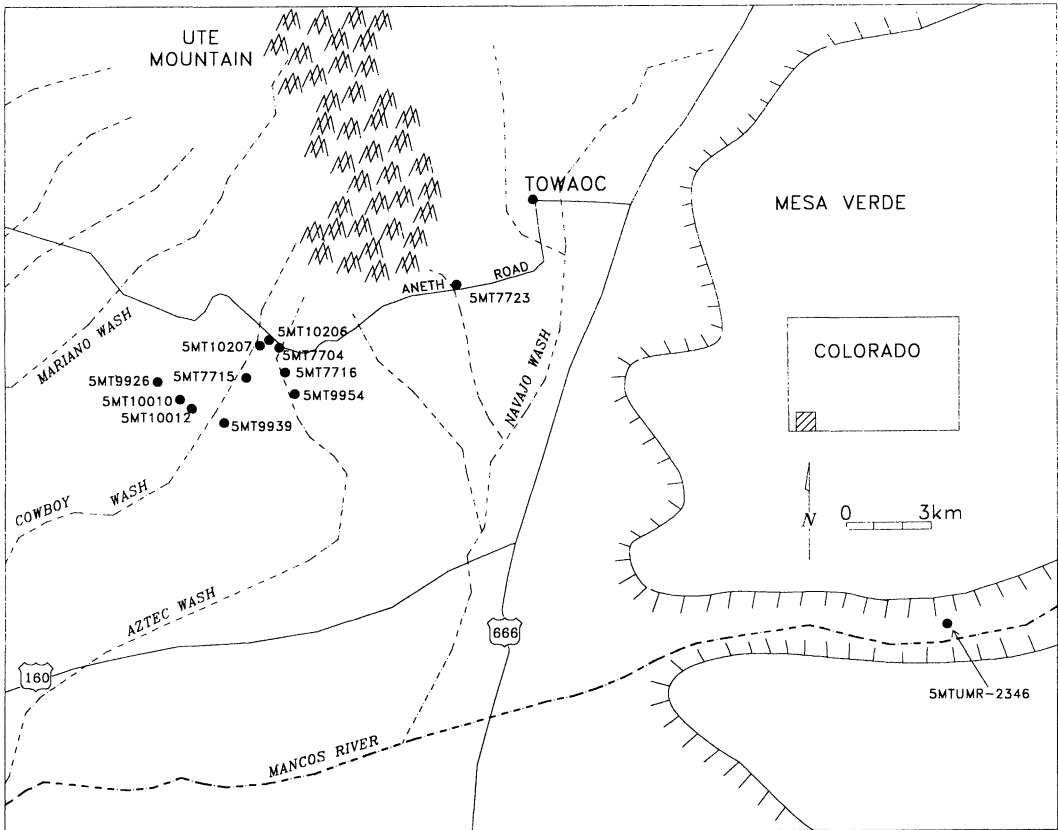 UTE
MOUNTAIN
TOWAOC
MESA VERDE
ANETH ROAD
5MT7723
MARIANO WASH
5MT10206
5MT10207
5MT7704
5MT9926
5MT7715
5MT7716
5MT10010
5MT9954
5MT10012
5MT9939
NAVAJO WASH
COLORADO
COWBOY WASH
N
0 3km
AZTEC WASH
666
160
5MTUMR-2346
MANCOS RIVER